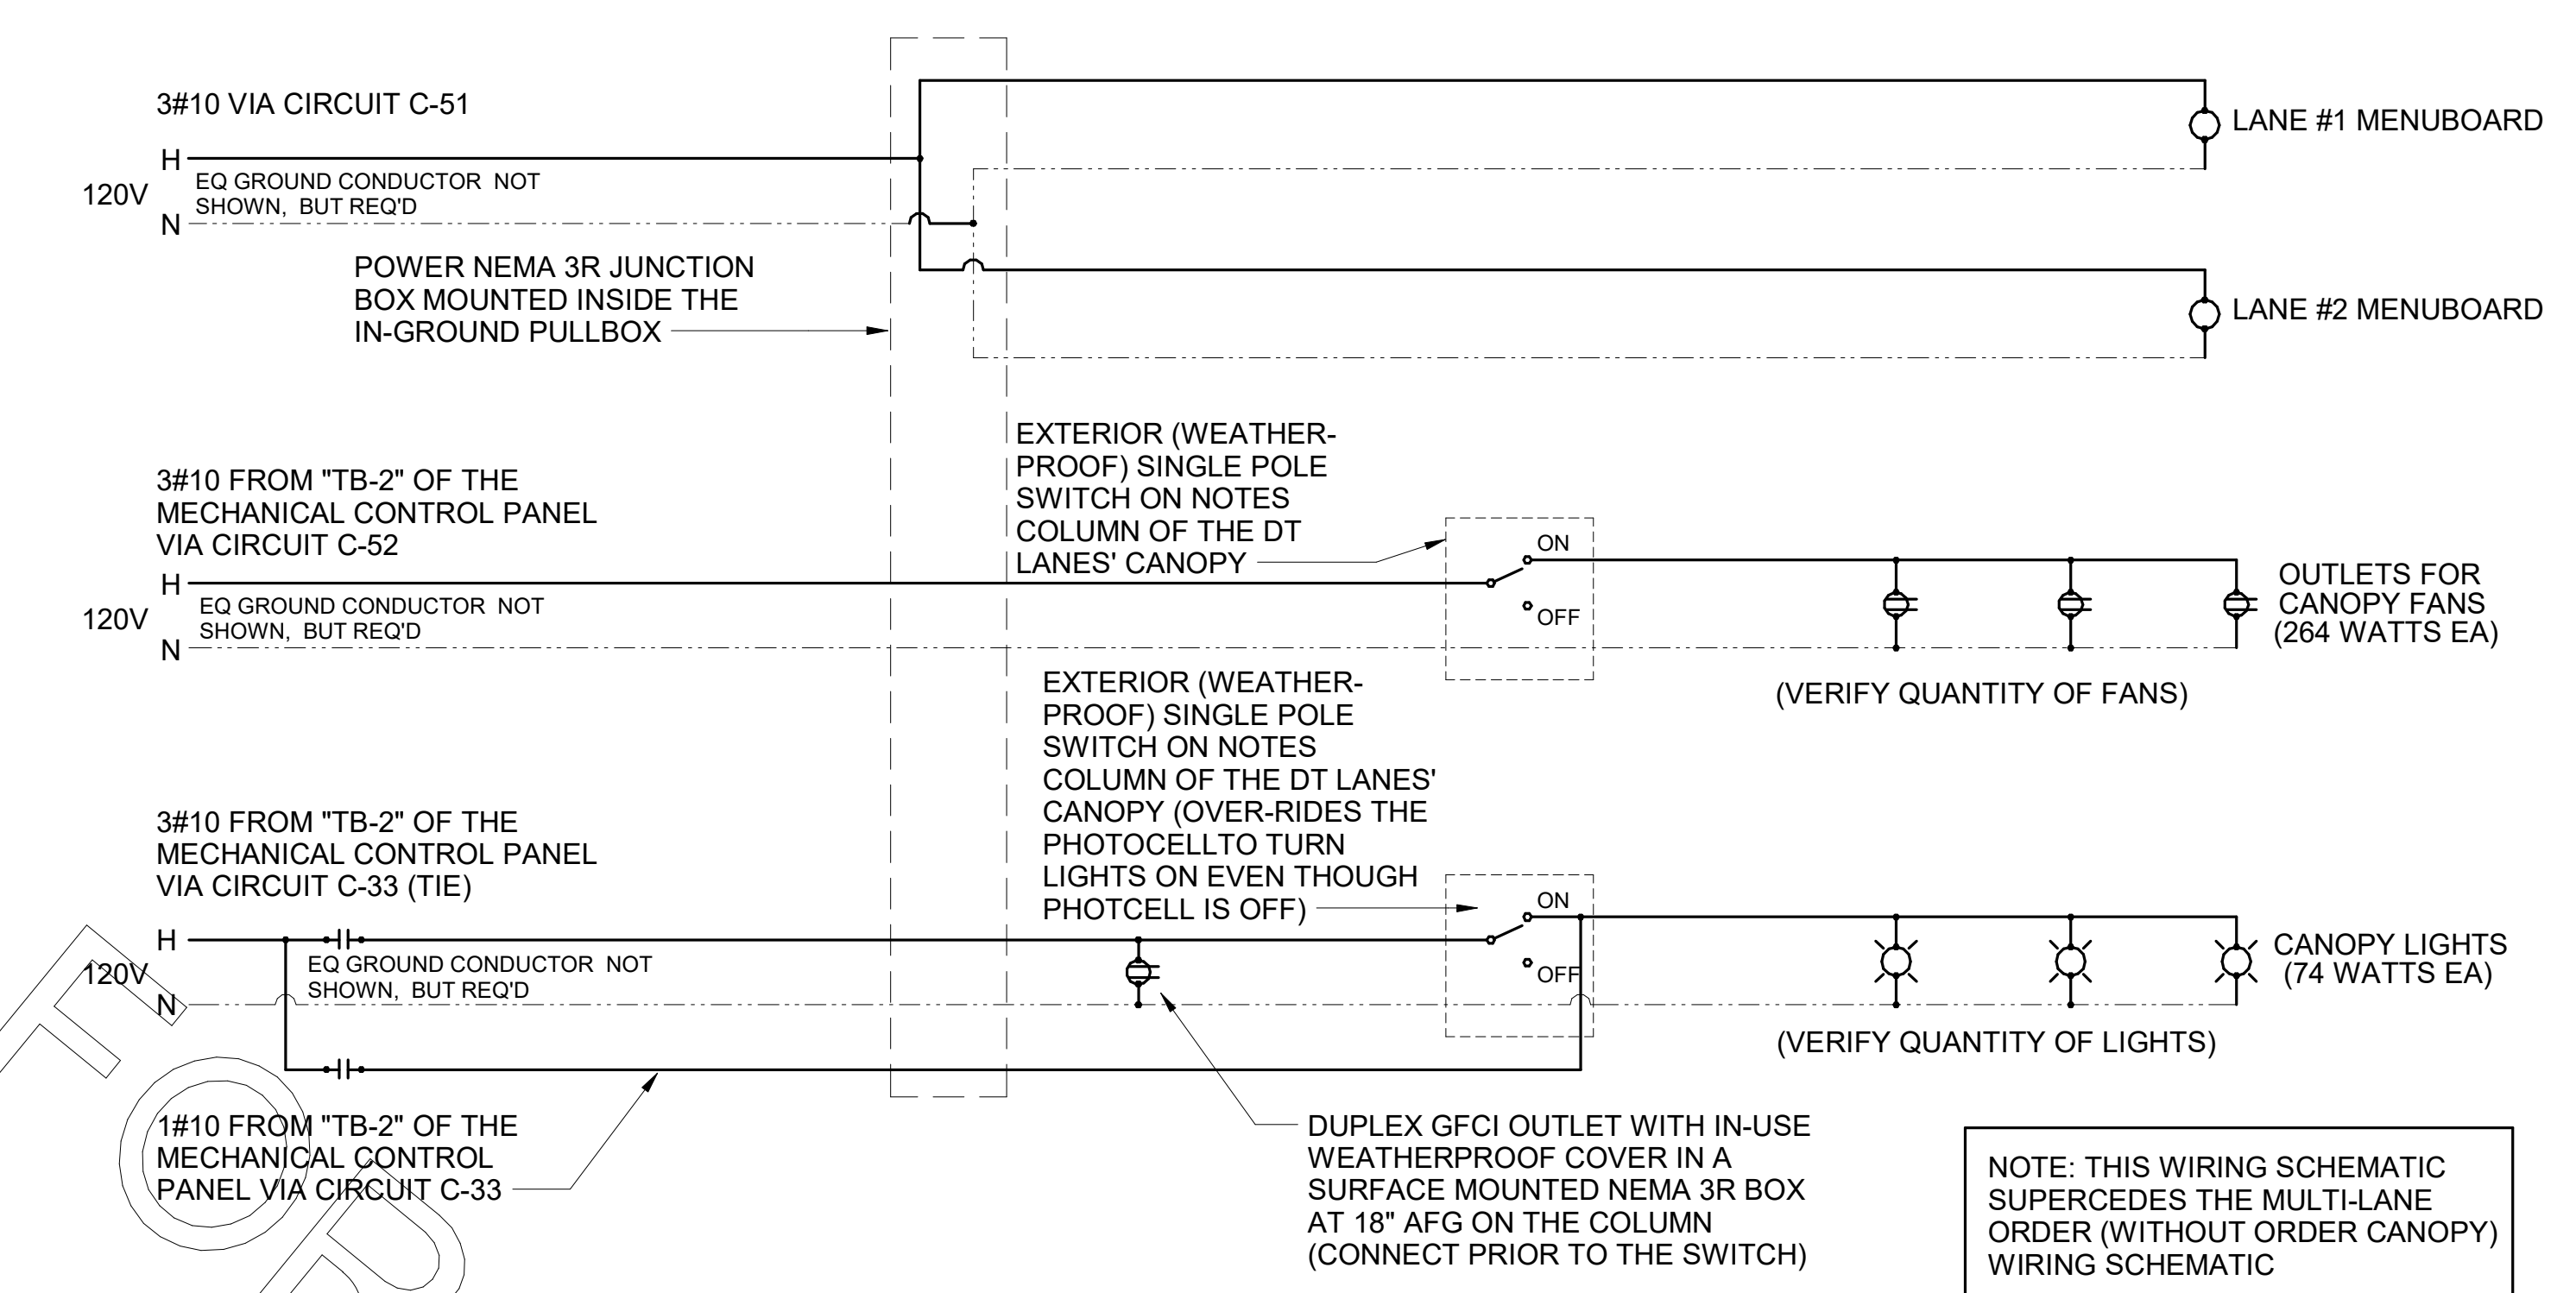 3#10 VIA CIRCUIT C-51
H
120V
EQ GROUND CONDUCTOR NOT
SHOWN, BUT REQ'D
N
LANE #1 MENUBOARD
POWER NEMA 3R JUNCTION
BOX MOUNTED INSIDE THE
IN-GROUND PULLBOX
LANE #2 MENUBOARD
3#10 FROM "TB-2" OF THE
MECHANICAL CONTROL PANEL
VIA CIRCUIT C-52
H
120V
EQ GROUND CONDUCTOR NOT
SHOWN, BUT REQ'D
N
EXTERIOR (WEATHER-
PROOF) SINGLE POLE
SWITCH ON NOTES
COLUMN OF THE DT
LANES' CANOPY
ON
OFF
OUTLETS FOR
CANOPY FANS
(264 WATTS EA)
(VERIFY QUANTITY OF FANS)
EXTERIOR (WEATHER-
PROOF) SINGLE POLE
SWITCH ON NOTES
COLUMN OF THE DT LANES'
CANOPY (OVER-RIDES THE
PHOTOCELLTO TURN
LIGHTS ON EVEN THOUGH
PHOTCELL IS OFF)
3#10 FROM "TB-2" OF THE
MECHANICAL CONTROL PANEL
VIA CIRCUIT C-33 (TIE)
H
120V
EQ GROUND CONDUCTOR NOT
SHOWN, BUT REQ'D
N
ON
OFF
CANOPY LIGHTS
(74 WATTS EA)
(VERIFY QUANTITY OF LIGHTS)
1#10 FROM "TB-2" OF THE
MECHANICAL CONTROL
PANEL VIA CIRCUIT C-33
DUPLEX GFCI OUTLET WITH IN-USE
WEATHERPROOF COVER IN A
SURFACE MOUNTED NEMA 3R BOX
AT 18" AFG ON THE COLUMN
(CONNECT PRIOR TO THE SWITCH)
NOTE: THIS WIRING SCHEMATIC
SUPERCEDES THE MULTI-LANE
ORDER (WITHOUT ORDER CANOPY)
WIRING SCHEMATIC